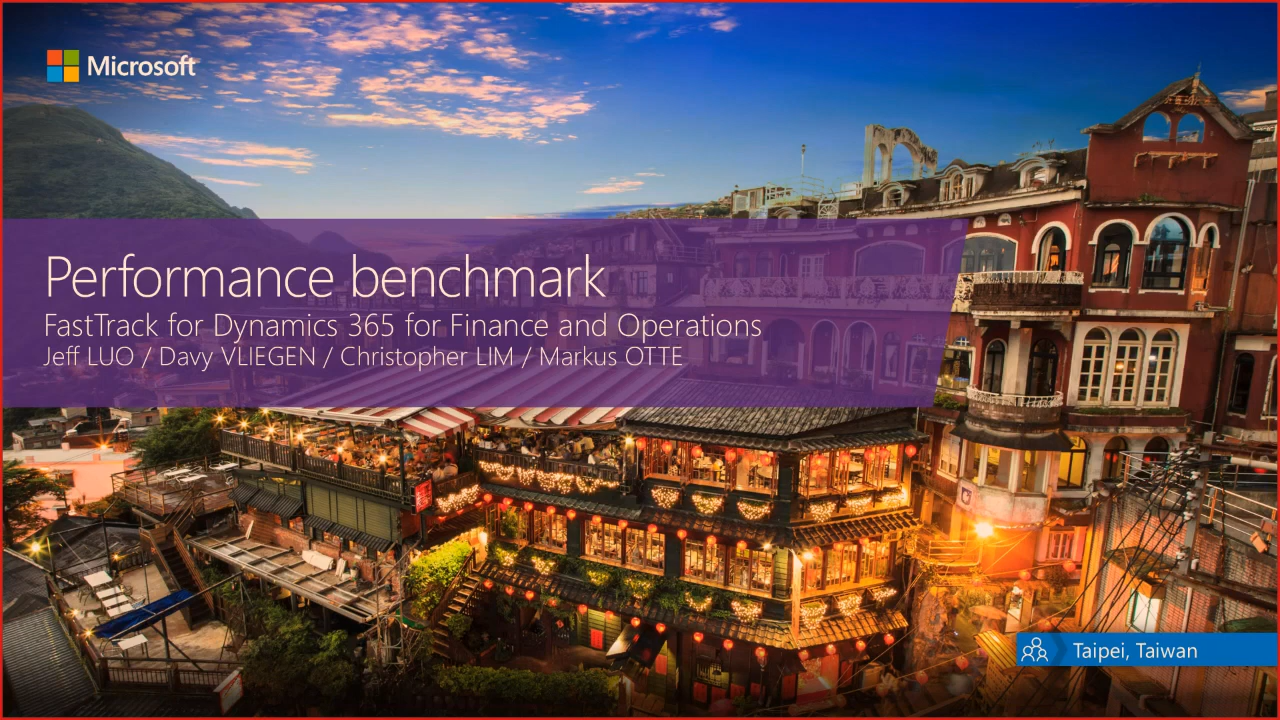 Microsoft
Performance benchmark
FastTrack for Dynamics 365 for Finance and Operations
Jeff LUO / Davy VLIEGEN / Christopher LIM / Markus OTTE
Taipei, Taiwan